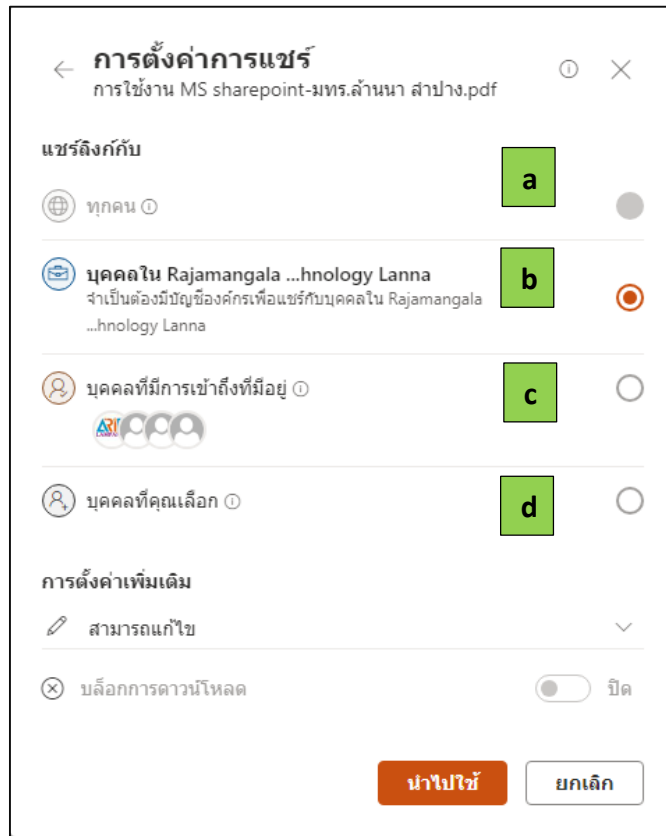 การตั้งค่าการแชร์
การใช้งาน MS sharepoint-มทร.ล้านนา ลำปาง.pdf
แชร์ลิงก์กับ
a
ทุกคน
b
บุคคลใน Rajamangala ...hnology Lanna
จำเป็นต้องมีบัญชีองค์กรเพื่อแชร์กับบุคคลใน Rajamangala
...hnology Lanna
บุคคลที่มีการเข้าถึงที่มีอยู่
c
ARIT
LAMPANG
บุคคลที่คุณเลือก
d
การตั้งค่าเพิ่มเติม
สามารถแก้ไข
บล็อกการดาวน์โหลด ปิด
นำไปใช้ ยกเลิก